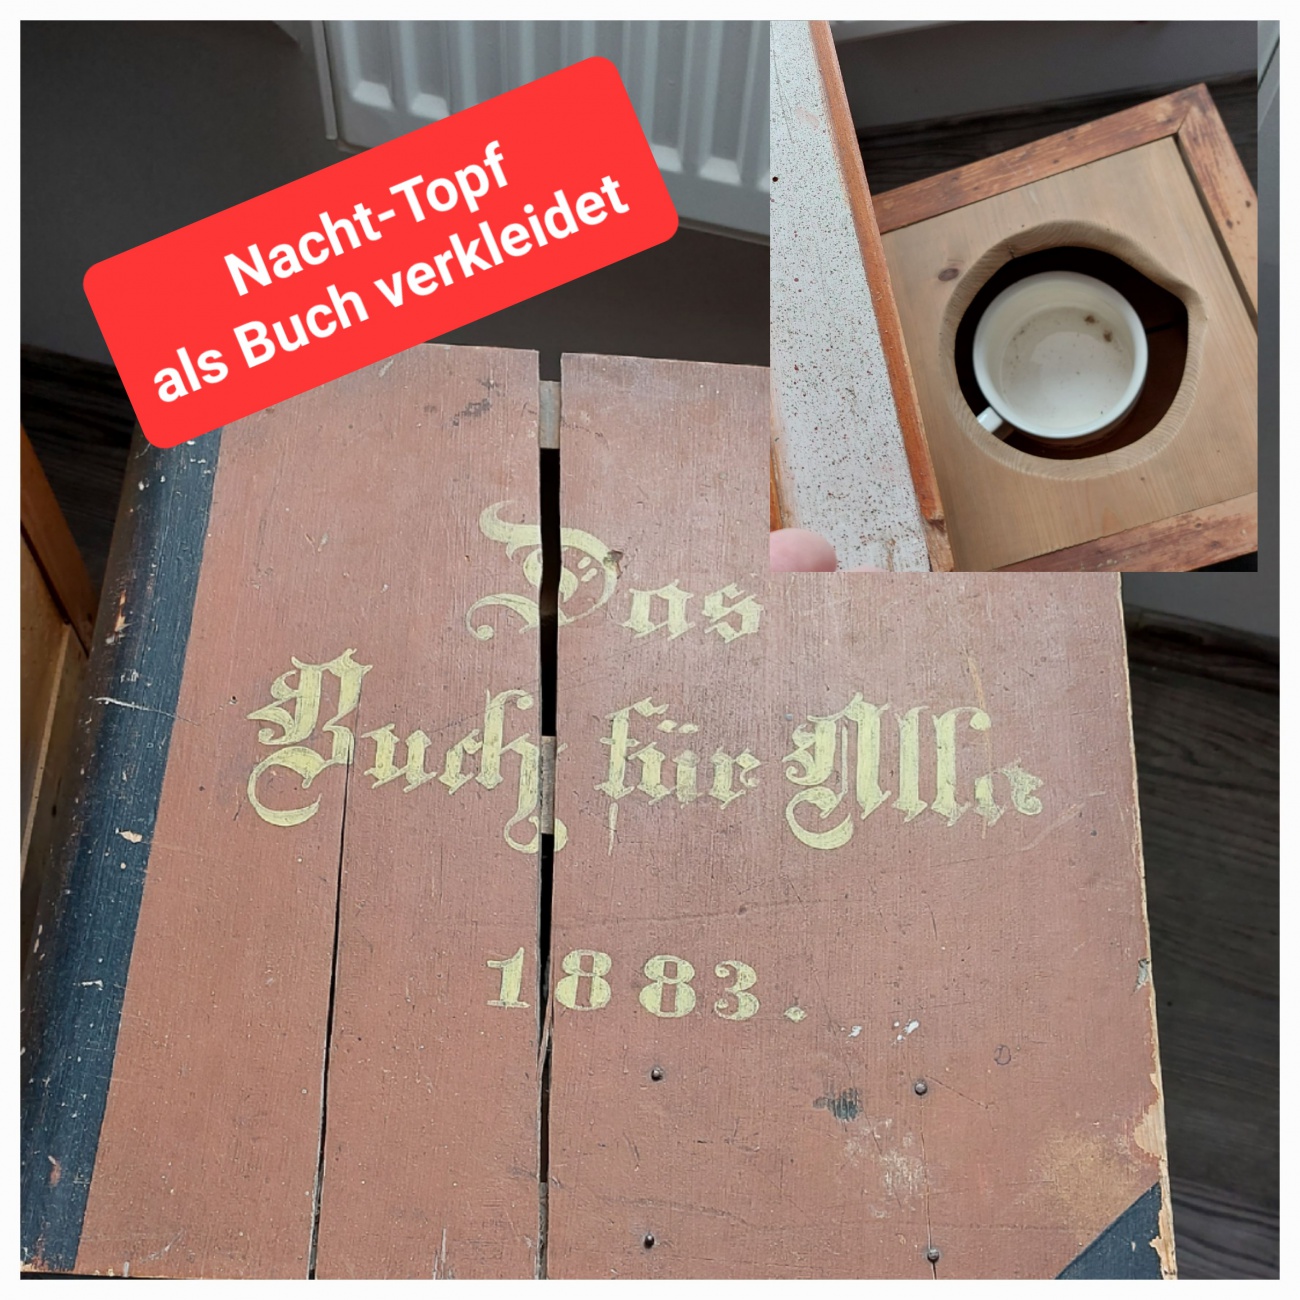 Nacht-Topf
als Buch verkleidet
Das
Buch für Alle
1883.